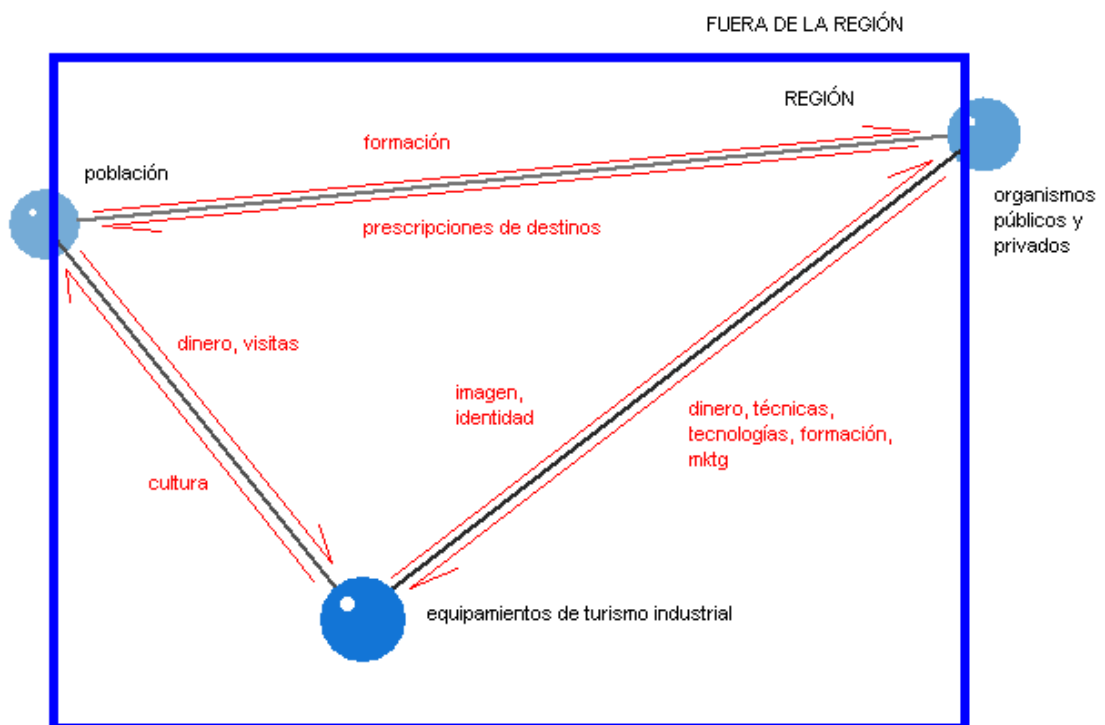 FUERA DE LA REGIÓN
REGIÓN
formación
población
organismos
públicos y
privados
prescripciones de destinos
dinero, visitas
imagen,
identidad
dinero, técnicas,
tecnologías, formación,
mktg
cultura
equipamientos de turismo industrial